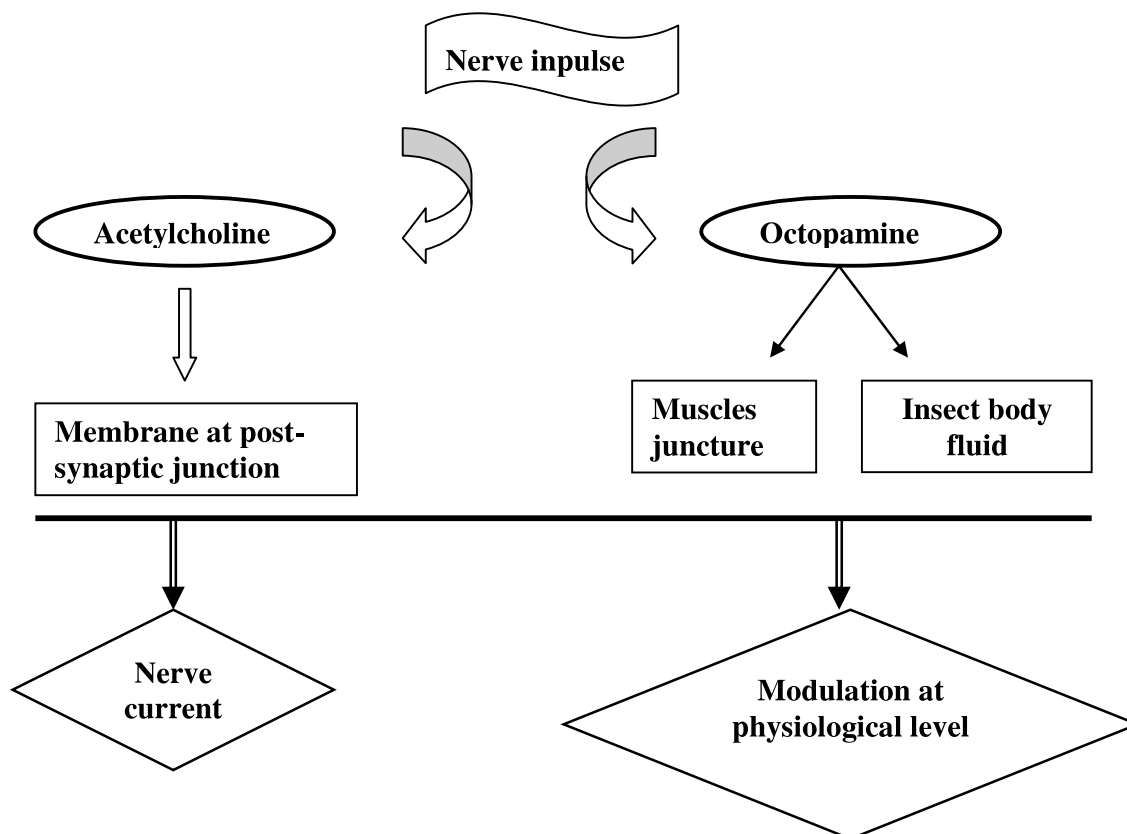 Nerve inpulse
Acetylcholine
Octopamine
Membrane at post-
synaptic junction
Muscles
juncture
Insect body
fluid
Nerve
current
Modulation at
physiological level